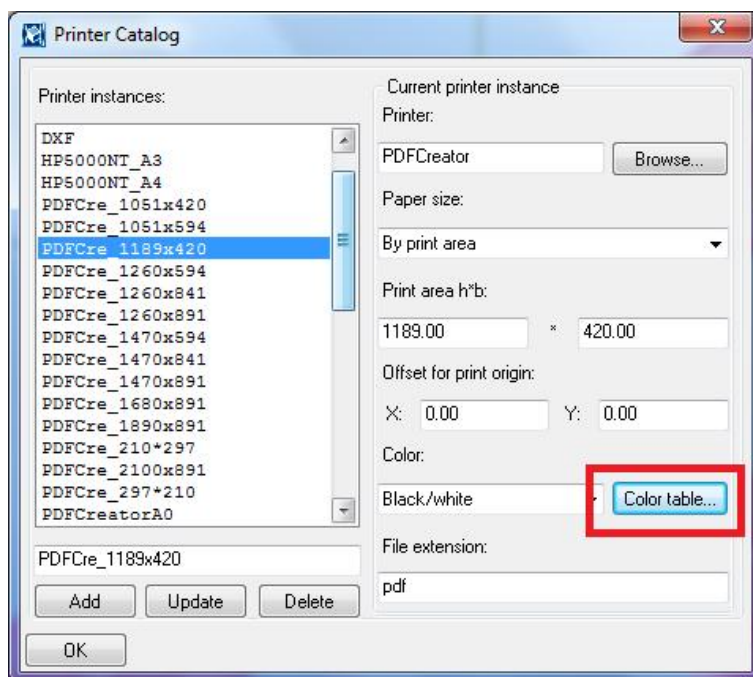 Printer Catalog
Printer instances:
DXF
HP5000NT_A3
HP5000NT_A4
PDFCre_1051x420
PDFCre_1051x594
PDFCre_1189x420
PDFCre_1260x594
PDFCre_1260x841
PDFCre_1260x891
PDFCre_1470x594
PDFCre_1470x841
PDFCre_1470x891
PDFCre_1680x891
PDFCre_1890x891
PDFCre_210*297
PDFCre_2100x891
PDFCre_297*210
PDFCreatorA0
PDFCre_1189x420
Add Update Delete
OK
Current printer instance
Printer:
PDFCreator Browse...
Paper size:
By print area
Print area h*b:
1189.00 * 420.00
Offset for print origin:
X: 0.00 Y: 0.00
Color:
Black/white Color table...
File extension:
pdf